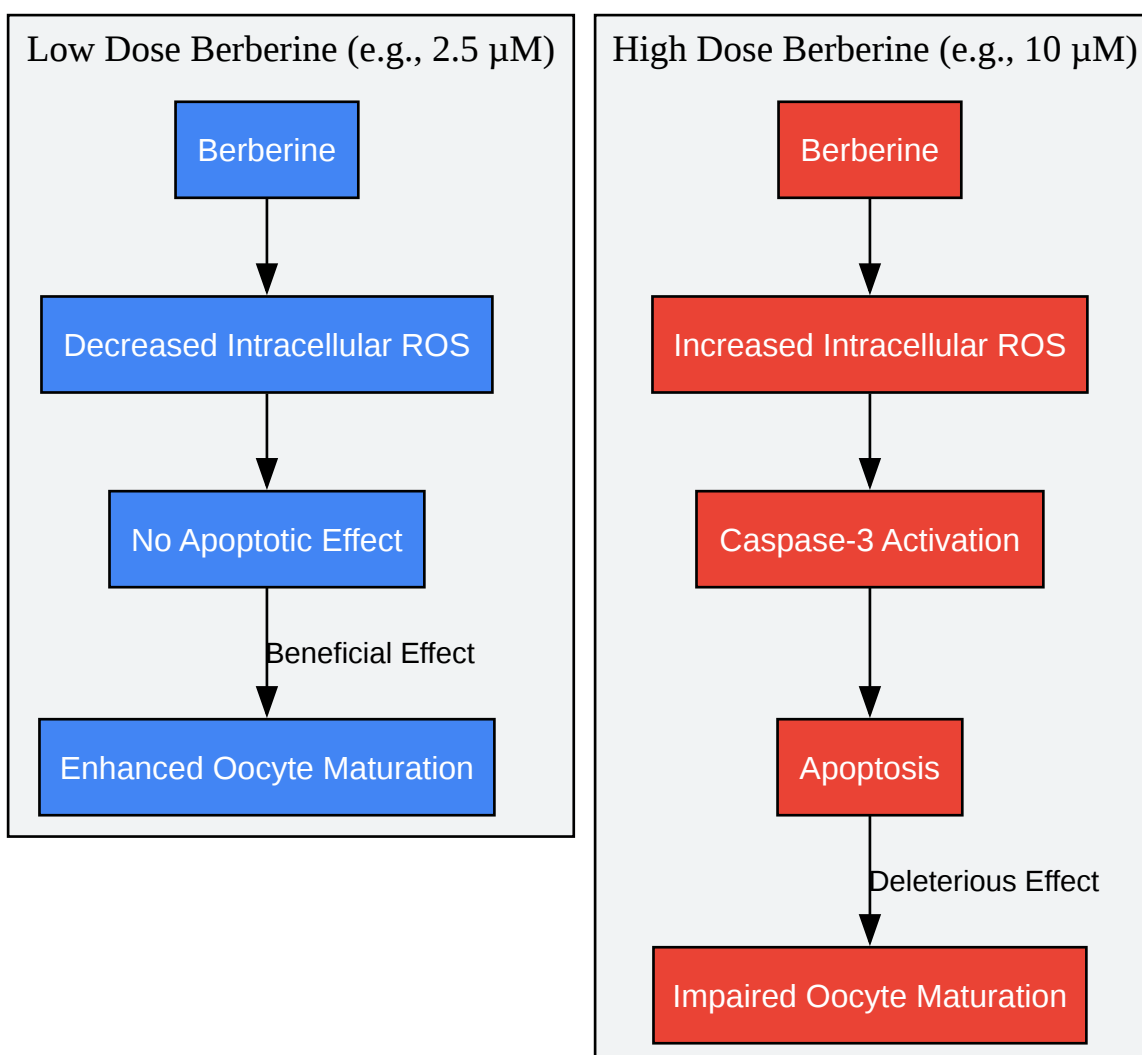 Low Dose Berberine (e.g., 2.5 µM)
Berberine
Decreased Intracellular ROS
No Apoptotic Effect
Beneficial Effect
Enhanced Oocyte Maturation
High Dose Berberine (e.g., 10 µM)
Berberine
Increased Intracellular ROS
Caspase-3 Activation
Apoptosis
Deleterious Effect
Impaired Oocyte Maturation